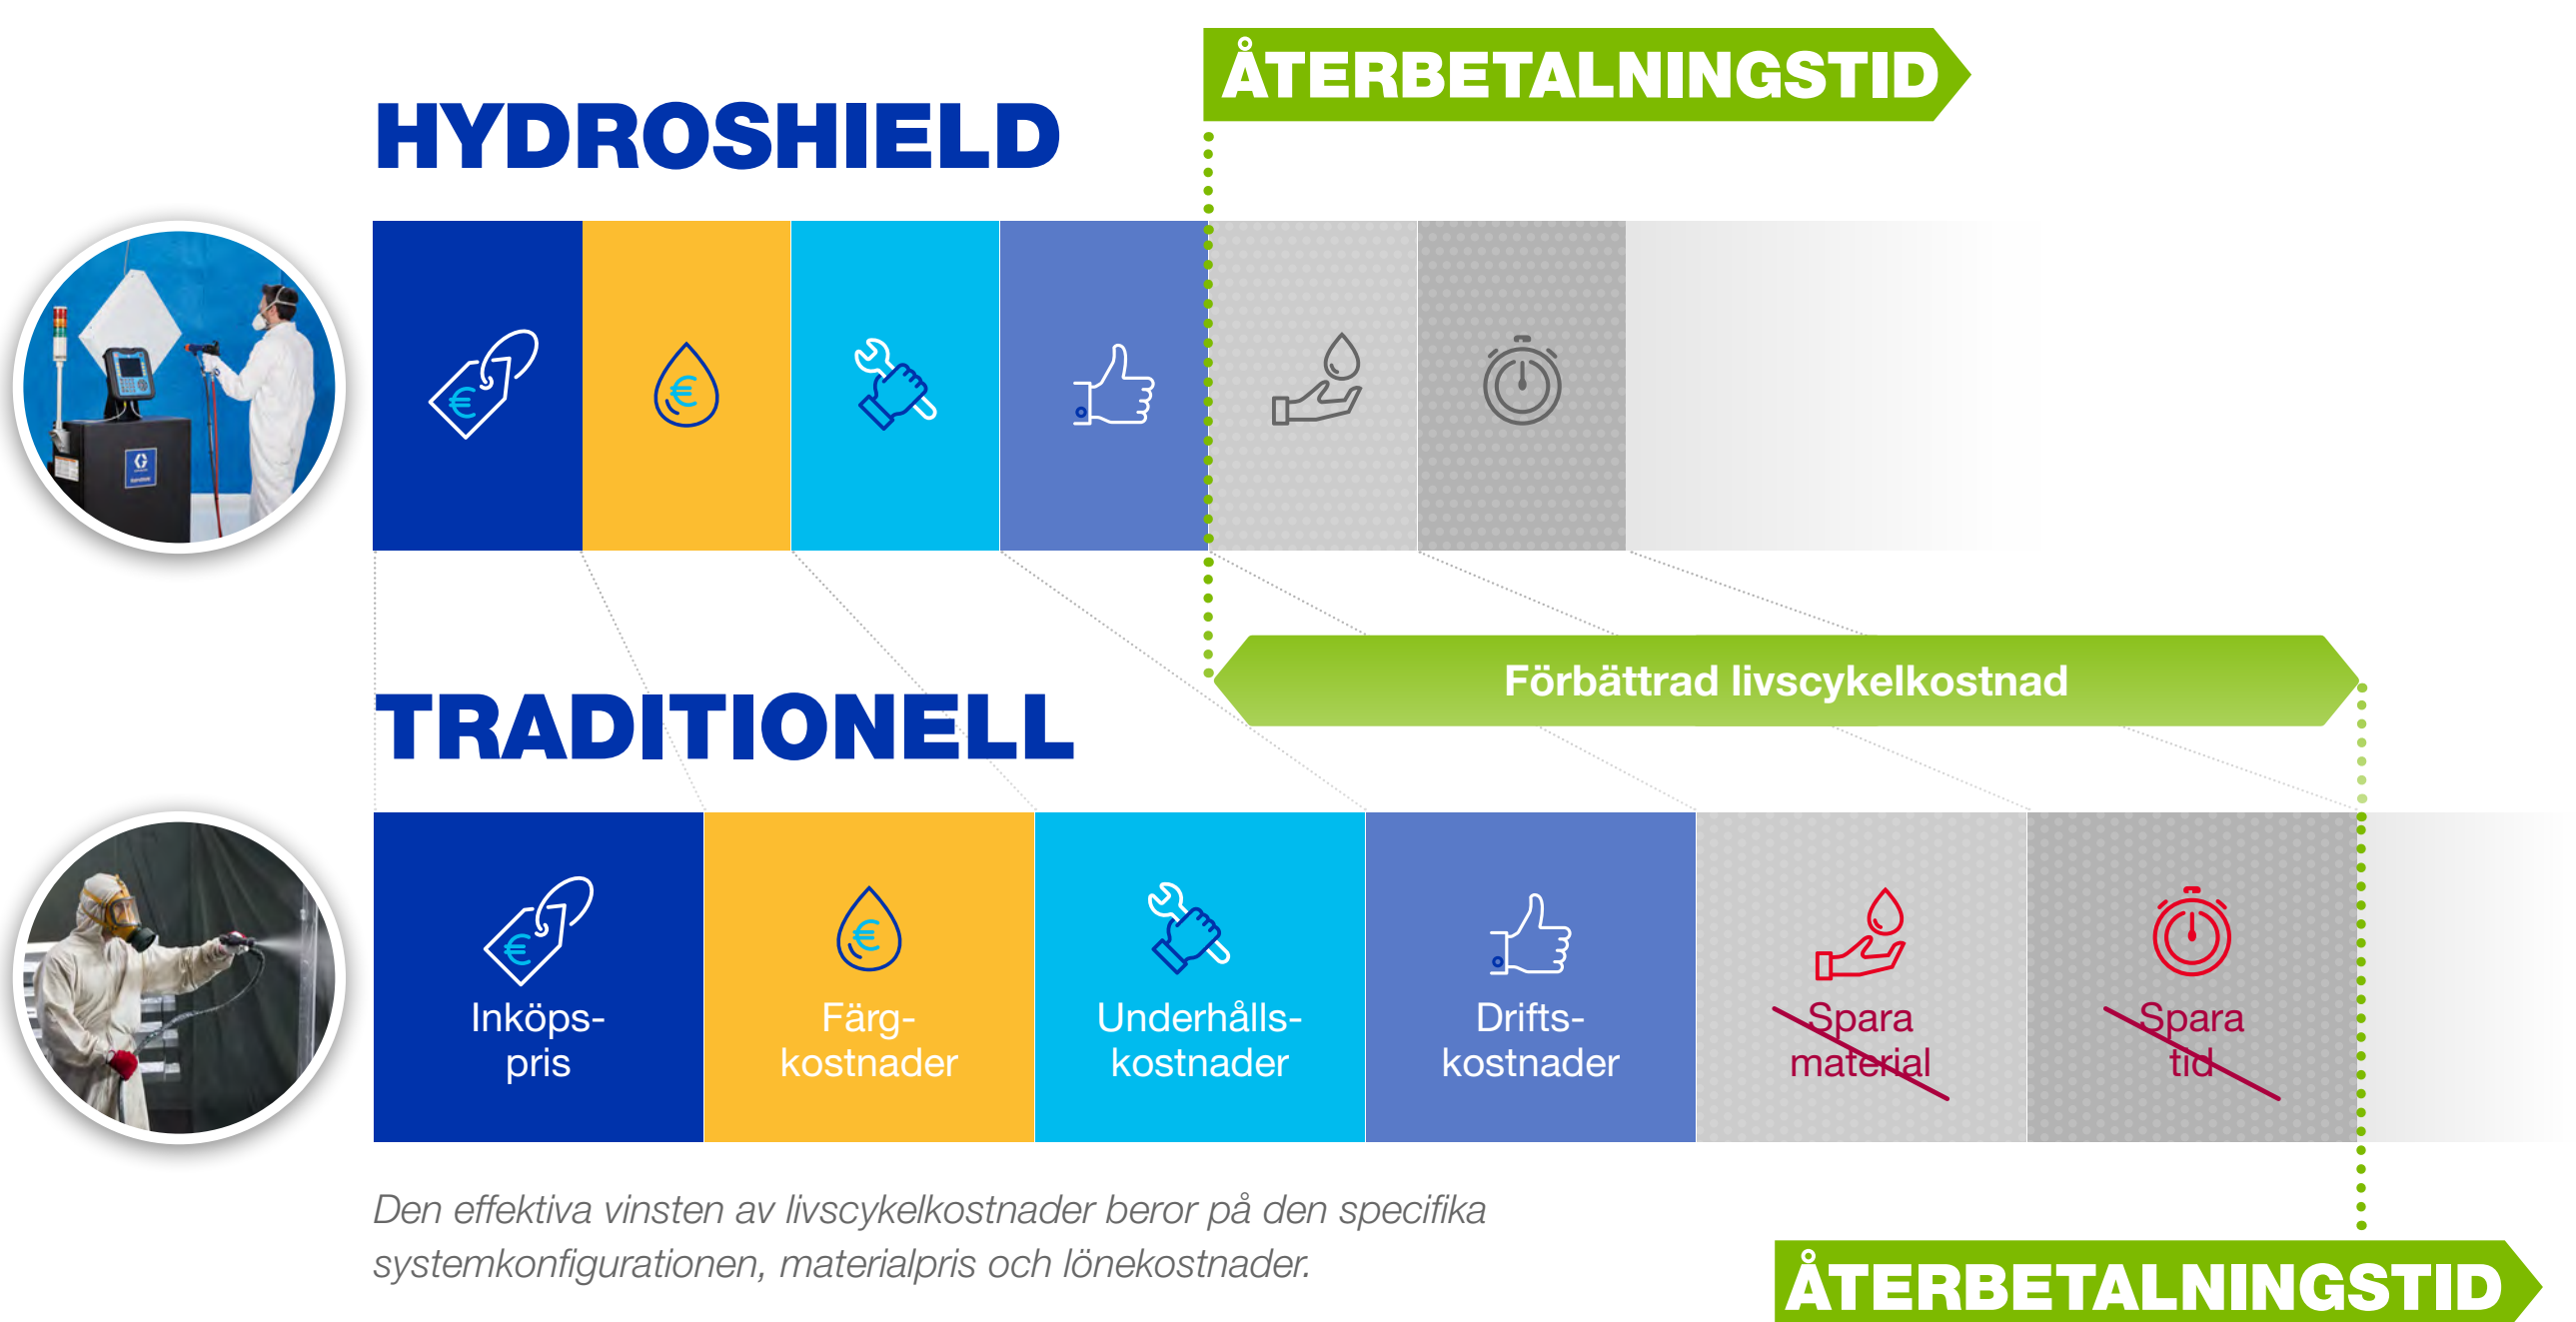 ÅTERBETALNINGSTID
HYDROSHIELD
€
€
Förbättrad livscykelkostnad
TRADITIONELL
€
€
Inköps-
pris
Färg-
kostnader
Underhålls-
kostnader
Drifts-
kostnader
Spara
material
Spara
tid
Den effektiva vinsten av livscykelkostnader beror på den specifika
systemkonfigurationen, materialpris och lönekostnader.
ÅTERBETALNINGSTID